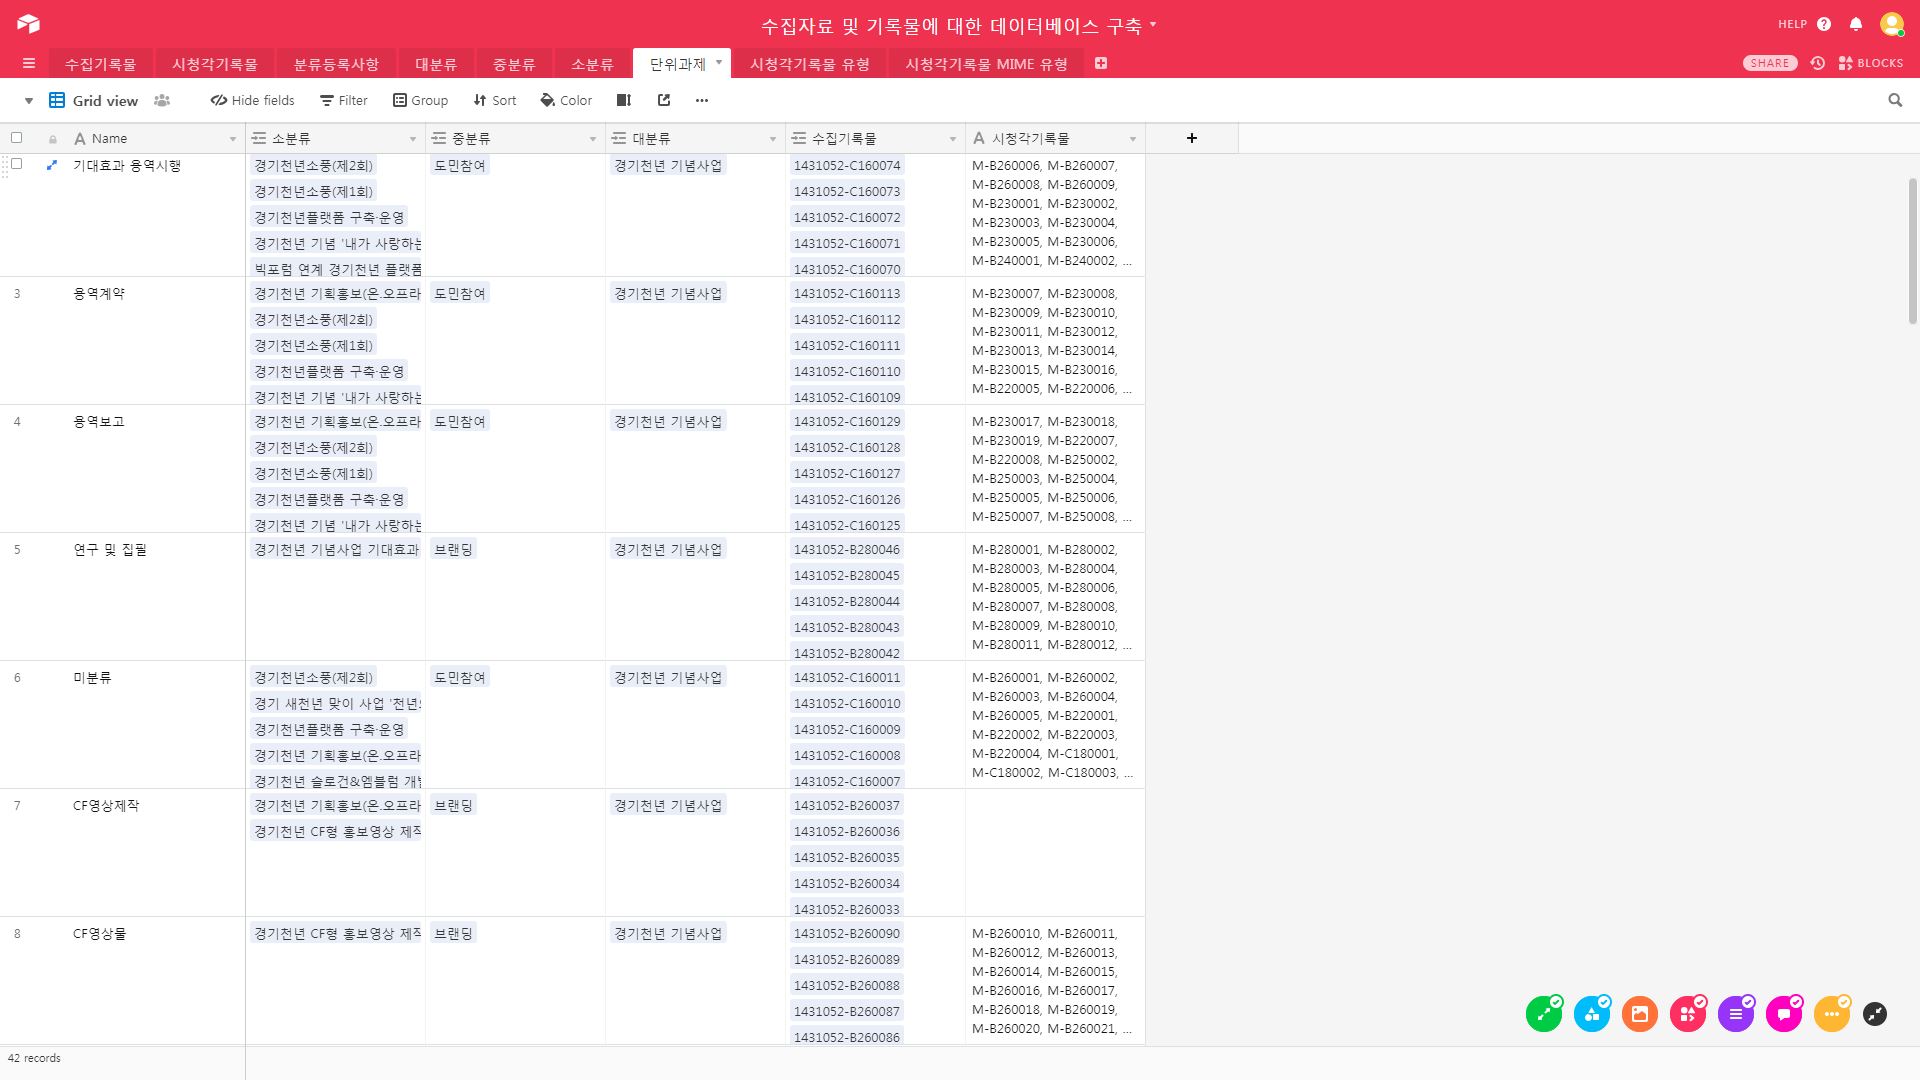 수집자료 및 기록물에 대한 데이터베이스 구축
HELP
수집기록물 시청각기록물 분류등록사항 대분류 중분류 소분류 단위과제 시청각기록물 유형 시청각기록물 MIME 유형
SHARE BLOCKS
Grid view Hide fields Filter Group Sort Color
Name 소분류 중분류 대분류 수집기록물 시청각기록물
기대효과 용역시행
경기천년소풍(제2회)
경기천년소풍(제1회)
경기천년플랫폼 구축·운영
경기천년 기념 '내가 사랑하는
빅포럼 연계 경기천년 플랫폼
도민참여
경기천년 기념사업
1431052-C160074
1431052-C160073
1431052-C160072
1431052-C160071
1431052-C160070
M-B260006, M-B260007,
M-B260008, M-B260009,
M-B230001, M-B230002,
M-B230003, M-B230004,
M-B230005, M-B230006,
M-B240001, M-B240002, ...
3 용역계약
경기천년 기획홍보(온.오프라
경기천년소풍(제2회)
경기천년소풍(제1회)
경기천년플랫폼 구축·운영
경기천년 기념 '내가 사랑하는
도민참여
경기천년 기념사업
1431052-C160113
1431052-C160112
1431052-C160111
1431052-C160110
1431052-C160109
M-B230007, M-B230008,
M-B230009, M-B230010,
M-B230011, M-B230012,
M-B230013, M-B230014,
M-B230015, M-B230016,
M-B220005, M-B220006, ...
4 용역보고
경기천년 기획홍보(온.오프라
경기천년소풍(제2회)
경기천년소풍(제1회)
경기천년플랫폼 구축·운영
경기천년 기념 '내가 사랑하는
도민참여
경기천년 기념사업
1431052-C160129
1431052-C160128
1431052-C160127
1431052-C160126
1431052-C160125
M-B230017, M-B230018,
M-B230019, M-B220007,
M-B220008, M-B250002,
M-B250003, M-B250004,
M-B250005, M-B250006,
M-B250007, M-B250008, ...
5 연구 및 집필
경기천년 기념사업 기대효과
브랜딩
경기천년 기념사업
1431052-B280046
1431052-B280045
1431052-B280044
1431052-B280043
1431052-B280042
M-B280001, M-B280002,
M-B280003, M-B280004,
M-B280005, M-B280006,
M-B280007, M-B280008,
M-B280009, M-B280010,
M-B280011, M-B280012, ...
6 미분류
경기천년소풍(제2회)
경기 새천년 맞이 사업 '천년의
경기천년플랫폼 구축·운영
경기천년 기획홍보(온.오프라
경기천년 슬로건&엠블럼 개발
도민참여
경기천년 기념사업
1431052-C160011
1431052-C160010
1431052-C160009
1431052-C160008
1431052-C160007
M-B260001, M-B260002,
M-B260003, M-B260004,
M-B260005, M-B220001,
M-B220002, M-B220003,
M-B220004, M-C180001,
M-C180002, M-C180003, ...
7 CF영상제작
경기천년 기획홍보(온.오프라
경기천년 CF형 홍보영상 제작
브랜딩
경기천년 기념사업
1431052-B260037
1431052-B260036
1431052-B260035
1431052-B260034
1431052-B260033
8 CF영상물
경기천년 CF형 홍보영상 제작
브랜딩
경기천년 기념사업
1431052-B260090
1431052-B260089
1431052-B260088
1431052-B260087
1431052-B260086
M-B260010, M-B260011,
M-B260012, M-B260013,
M-B260014, M-B260015,
M-B260016, M-B260017,
M-B260018, M-B260019,
M-B260020, M-B260021, ...
42 records